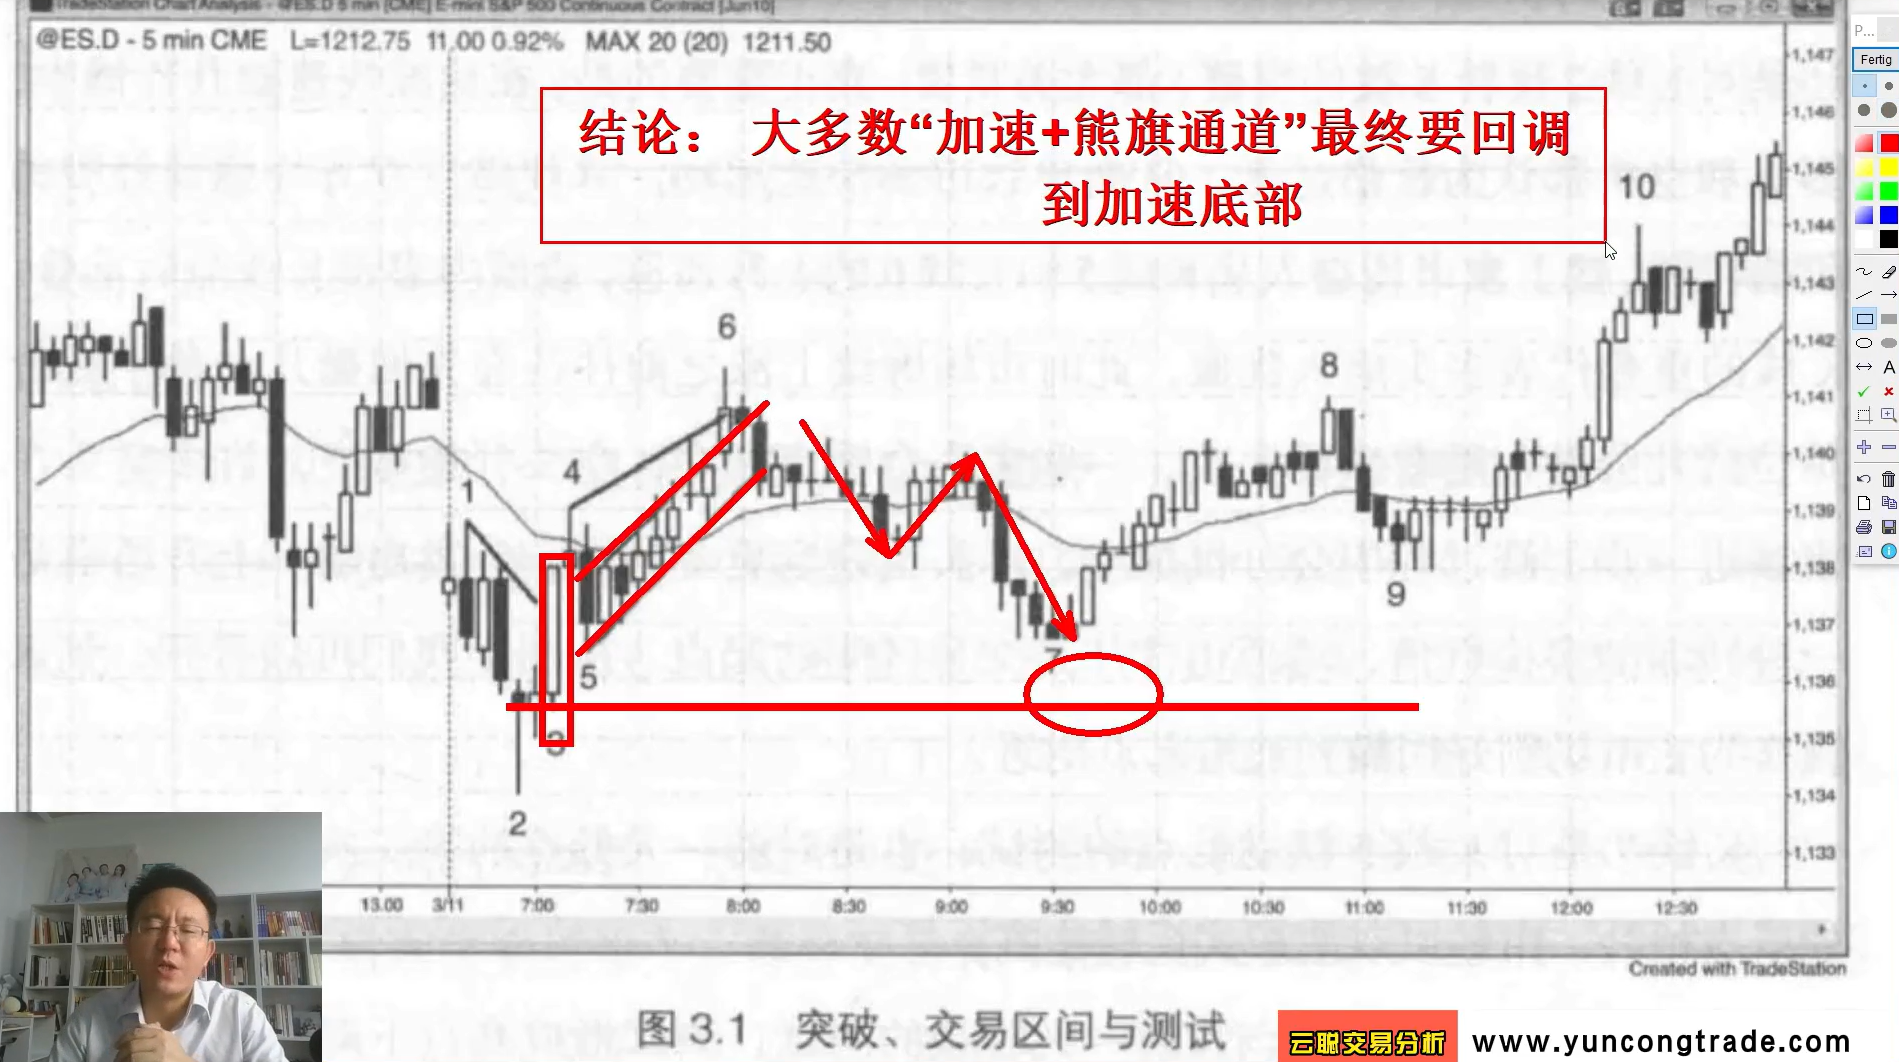 TradeStation Chart Analysis - @ES.D 5 min [CME] E-mini S&P 500 Continuous Contract [Jun10]
@ES.D - 5 min CME L=1212.75 11.00 0.92% MAX 20 (20) 1211.50
P...
Fertig
结论： 大多数“加速+熊旗通道”最终要回调
到加速底部
1,147
1,146
1,145
1,144
1,143
1,142
1,141
1,140
1,139
1,138
1,137
1,136
1,135
1,134
1,133
10
6
8
4
1
5
7
9
3
2
A
13:00 3/11 7:00 7:30 8:00 8:30 9:00 9:30 10:00 10:30 11:00 11:30 12:00 12:30
Created with TradeStation
图 3.1 突破、交易区间与测试
云聪交易分析 www.yuncongtrade.com